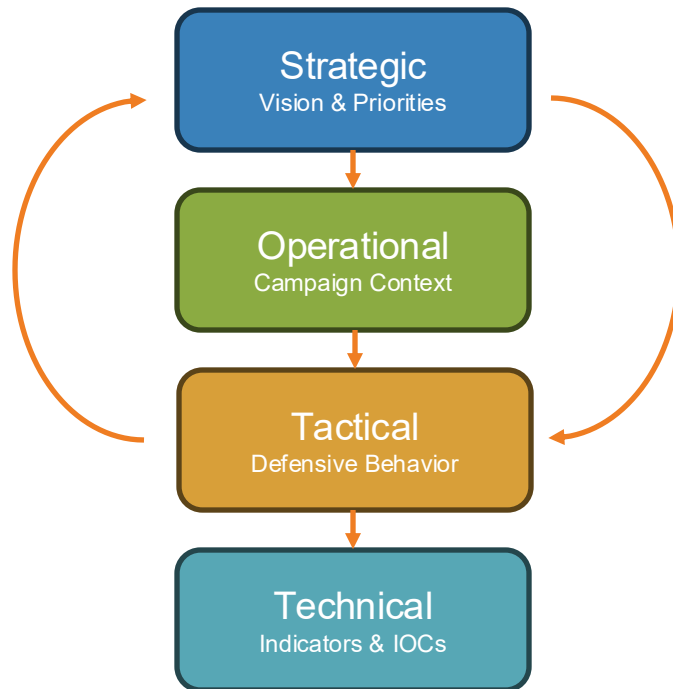 Strategic
Vision & Priorities
Operational
Campaign Context
Tactical
Defensive Behavior
Technical
Indicators & IOCs